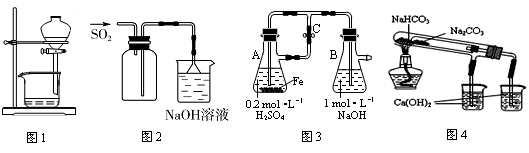 SO₂
NaOH溶液
图1
图2
A
B
C
Fe
0.2 mol·L⁻¹
H₂SO₄
1 mol·L⁻¹
NaOH
图3
NaHCO₃
Na₂CO₃
Ca(OH)₂
图4